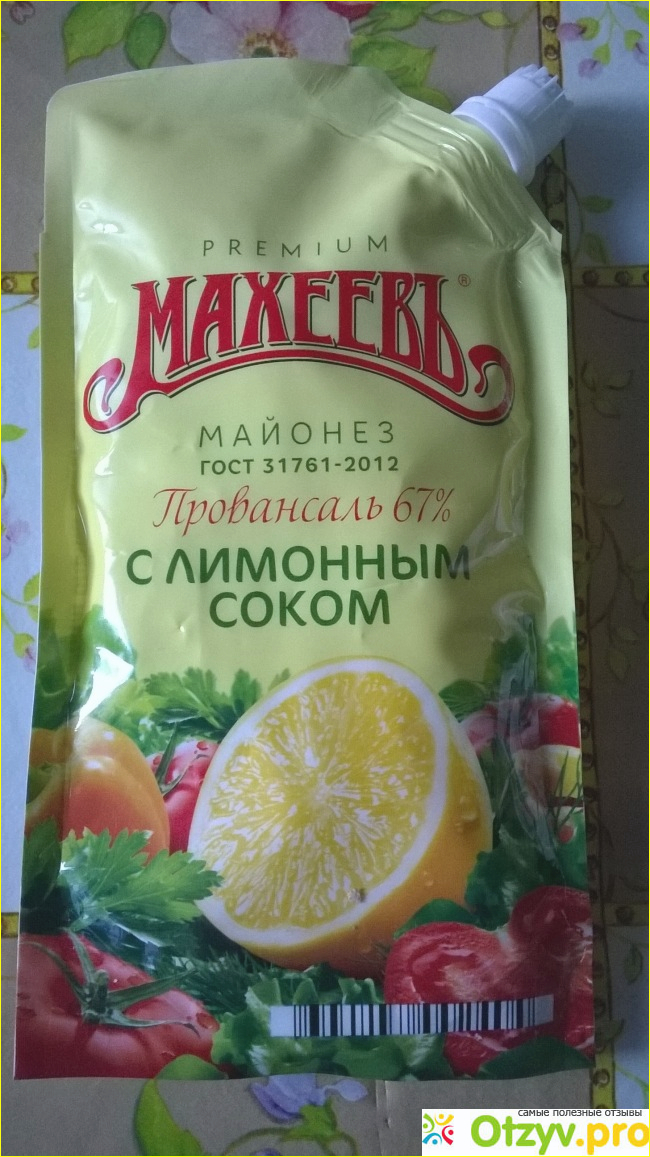 PREMIUM
МАХЕЕВЪ®
МАЙОНЕЗ
ГОСТ 31761-2012
Провансаль 67%
С ЛИМОННЫМ
СОКОМ
самые полезные отзывы
Otzyv.pro